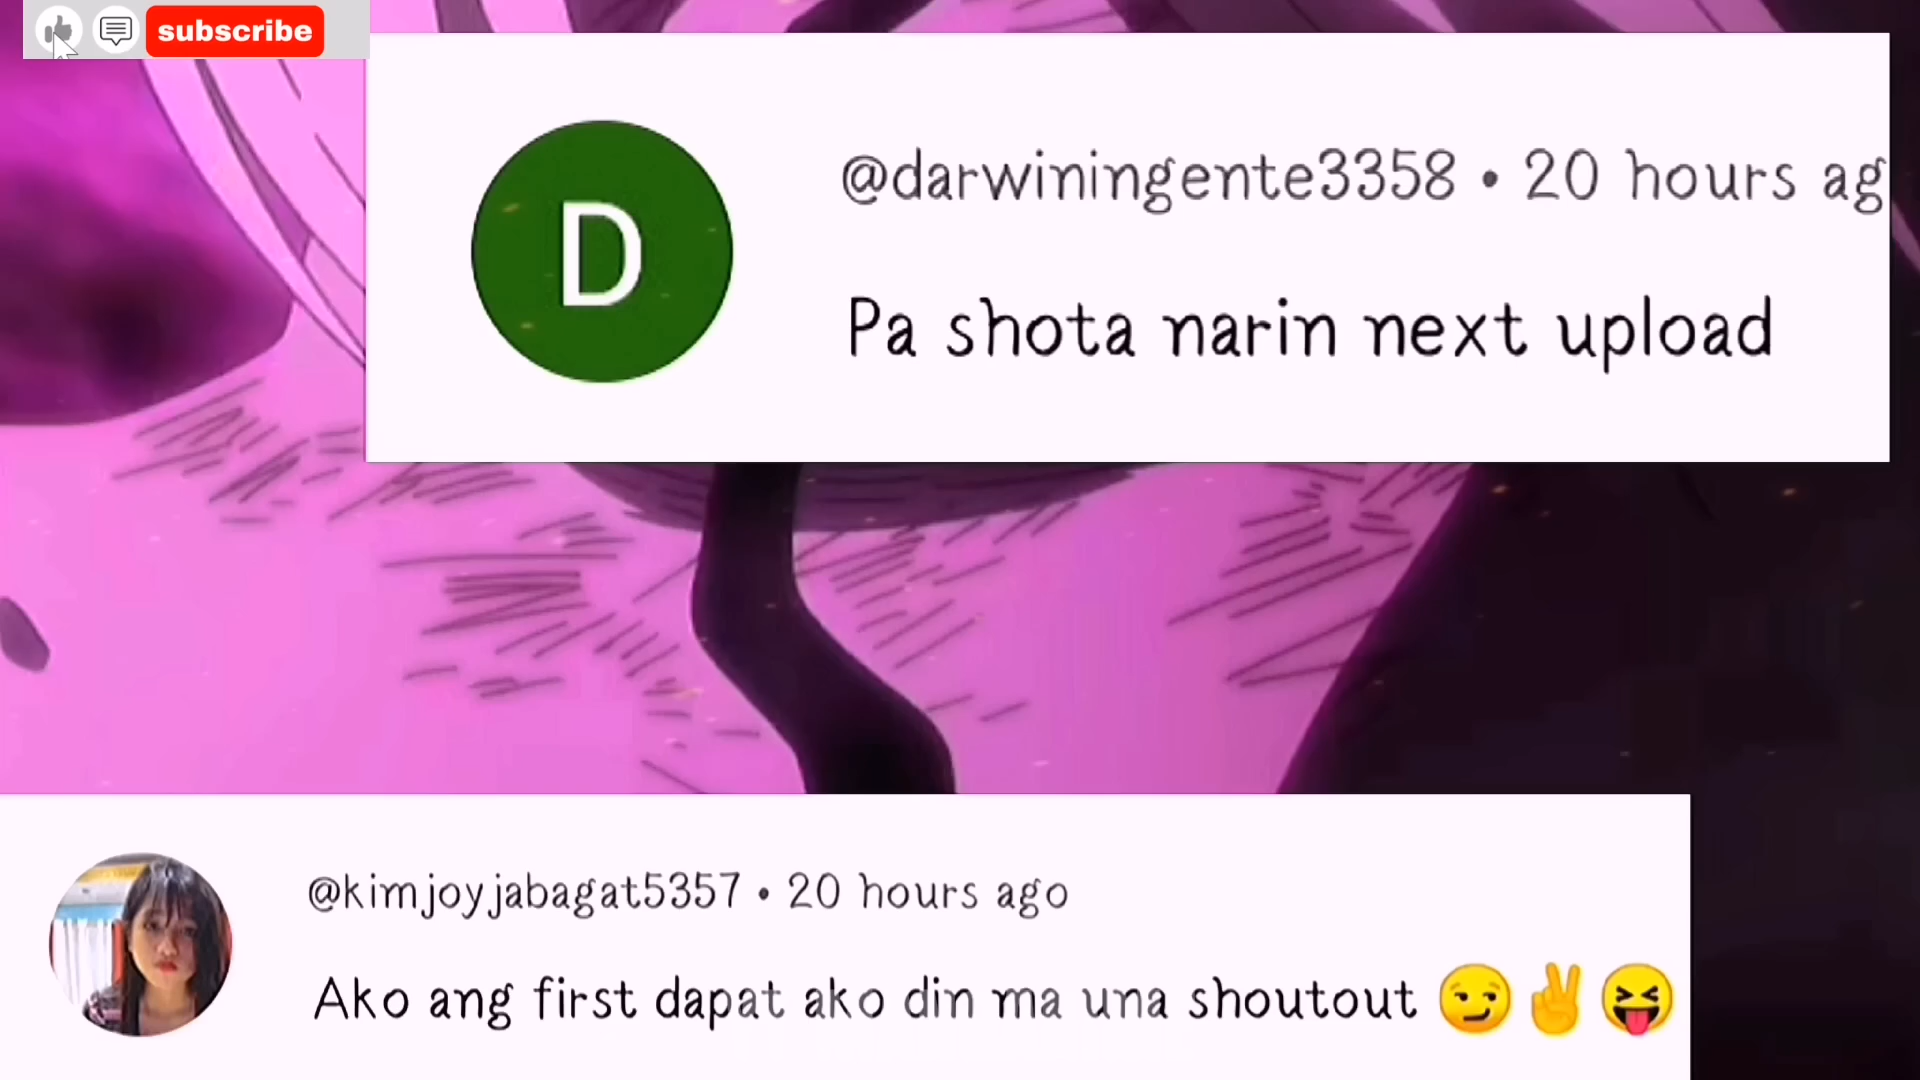 subscribe
D
@darwiningente3358 • 20 hours ag
Pa shota narin next upload
@kimjoyjabagat5357 • 20 hours ago
Ako ang first dapat ako din ma una shoutout 😏✌️😝